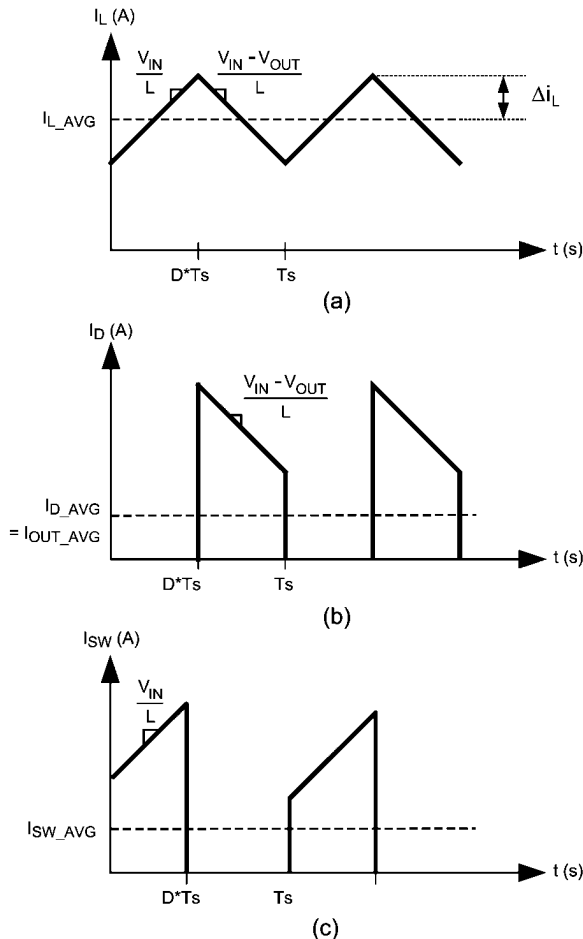 I_L (A)
V_IN / L
V_IN - V_OUT / L
Δi_L
I_L_AVG
t (s)
D*Ts
Ts
(a)
I_D (A)
V_IN - V_OUT / L
I_D_AVG
= I_OUT_AVG
t (s)
D*Ts
Ts
(b)
I_SW (A)
V_IN / L
I_SW_AVG
t (s)
D*Ts
Ts
(c)